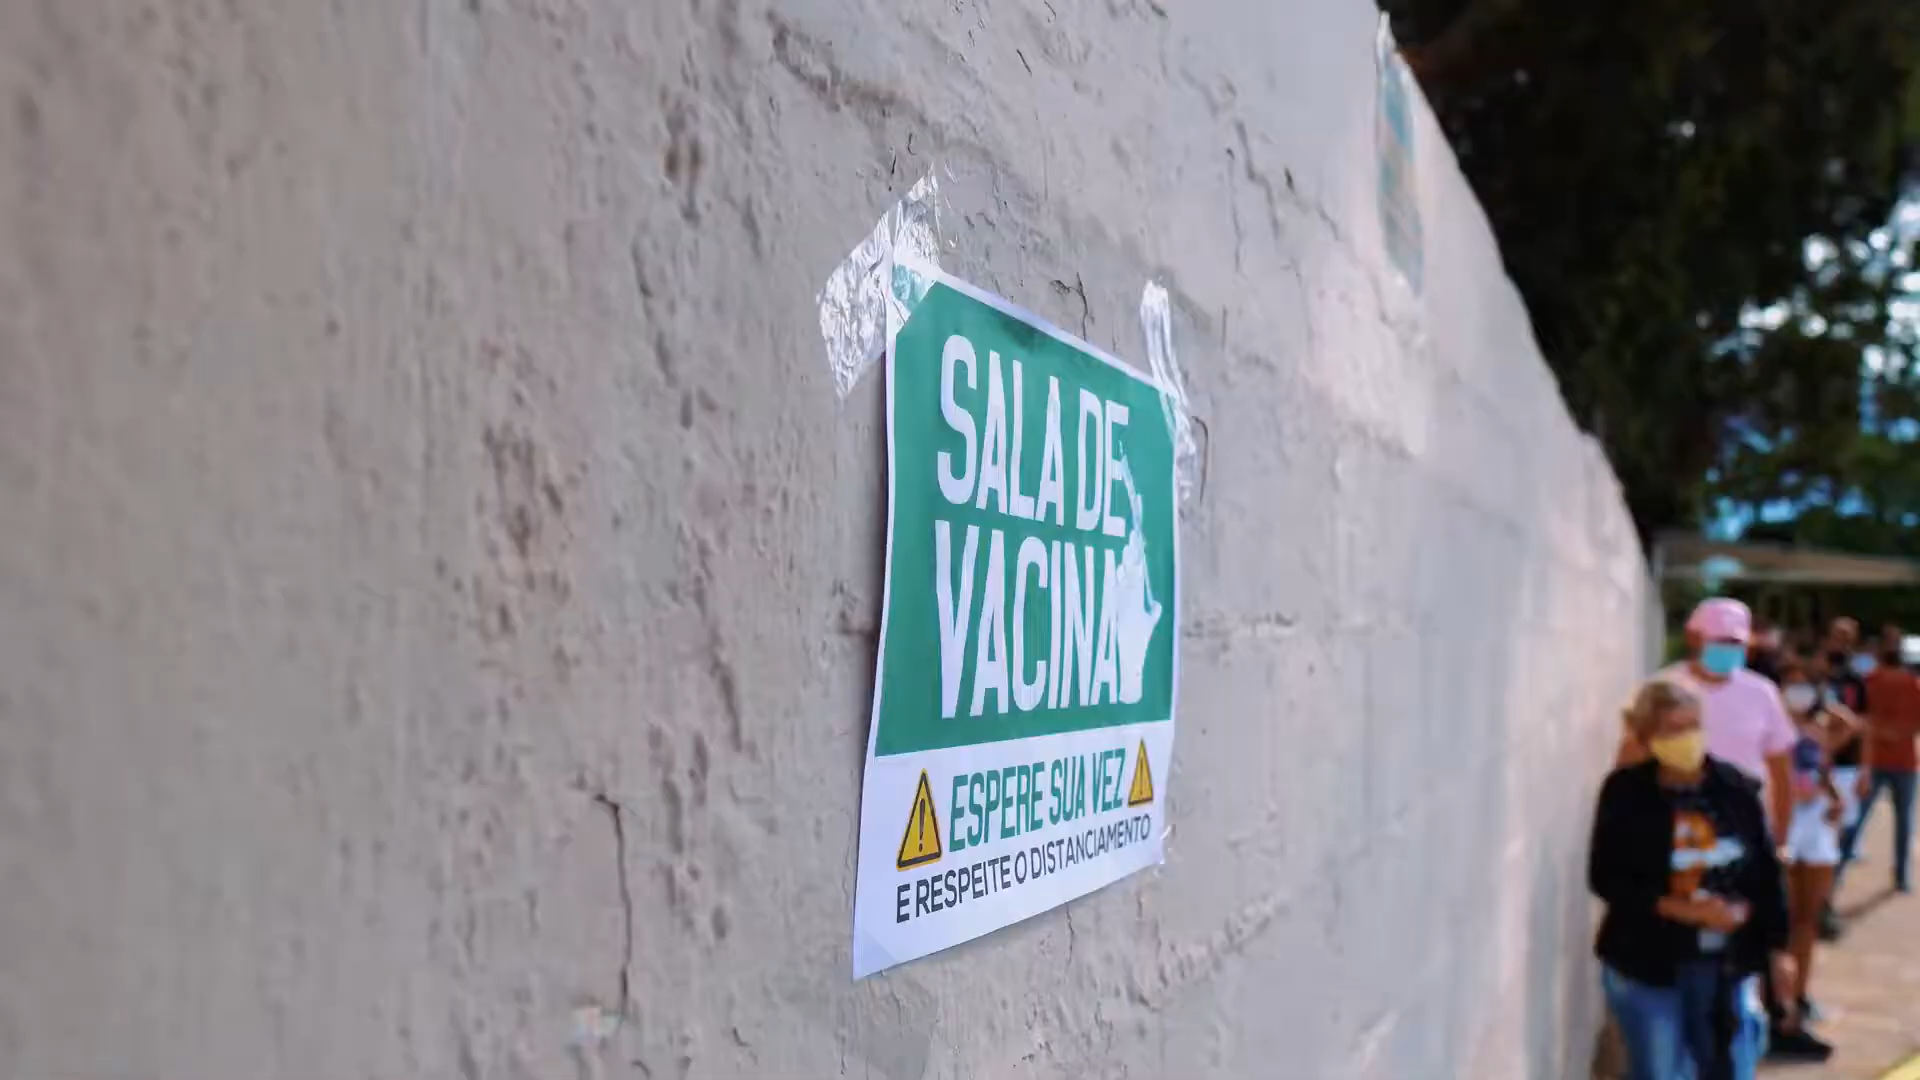 SALA DE
VACINA
ESPERE SUA VEZ
E RESPEITE O DISTANCIAMENTO